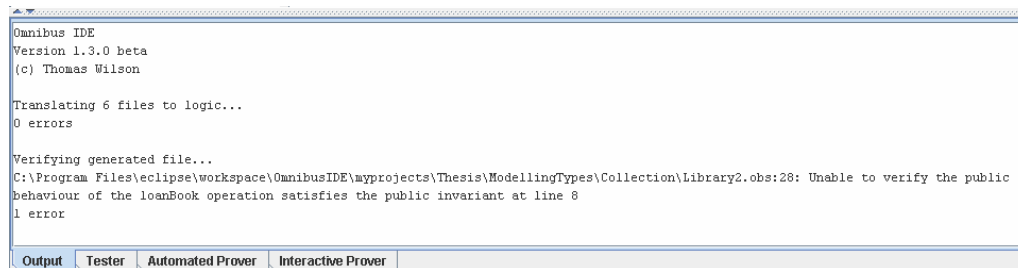 Omnibus IDE
Version 1.3.0 beta
(c) Thomas Wilson
Translating 6 files to logic...
0 errors
Verifying generated file...
C:\Program Files\eclipse\workspace\OmnibusIDE\myprojects\Thesis\ModellingTypes\Collection\Library2.obs:28: Unable to verify the public
behaviour of the loanBook operation satisfies the public invariant at line 8
1 error
Output Tester Automated Prover Interactive Prover